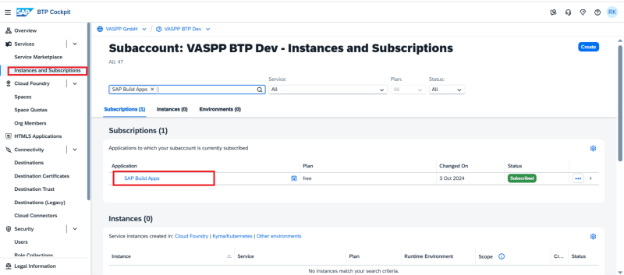 SAP BTP Cockpit
RK
Overview
Services
Service Marketplace
Instances and Subscriptions
Cloud Foundry
Spaces
Space Quotas
Org Members
HTML5 Applications
Connectivity
Destinations
Destination Certificates
Destination Trust
Destinations (Legacy)
Cloud Connectors
Security
Users
Role Collections
Legal Information
VASPP GmbH / VASPP BTP Dev
Subaccount: VASPP BTP Dev - Instances and Subscriptions
Create
All: 47
Service: Plan: Status:
SAP Build Apps × All All All
Subscriptions (1) Instances (0) Environments (0)
Subscriptions (1)
Applications to which your subaccount is currently subscribed
Application Plan Changed On Status
SAP Build Apps free 3 Oct 2024 Subscribed
Instances (0)
Service instances created in: Cloud Foundry | Kyma/Kubernetes | Other environments
Instance Service Plan Runtime Environment Scope Cr... Status
No instances match your search criteria.